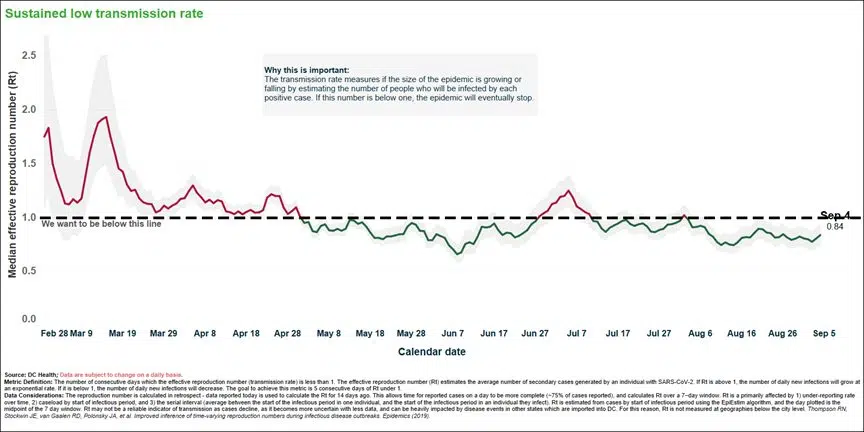 Sustained low transmission rate
Why this is important:
The transmission rate measures if the size of the epidemic is growing or
falling by estimating the number of people who will be infected by each
positive case. If this number is below one, the epidemic will eventually stop.
Median effective reproduction number (Rt)
2.5
2.0
1.5
1.0
0.5
0.0
We want to be below this line
Sep 4
0.84
Feb 28 Mar 9 Mar 19 Mar 29 Apr 8 Apr 18 Apr 28 May 8 May 18 May 28 Jun 7 Jun 17 Jun 27 Jul 7 Jul 17 Jul 27 Aug 6 Aug 16 Aug 26 Sep 5
Calendar date
Source: DC Health; Data are subject to change on a daily basis.
Metric Definition: The number of consecutive days which the effective reproduction number (transmission rate) is less than 1. The effective reproduction number (Rt) estimates the average number of secondary cases generated by an individual with SARS-CoV-2. If Rt is above 1, the number of daily new infections will grow at
an exponential rate. If it is below 1, the number of daily new infections will decrease. The goal to achieve this metric is 5 consecutive days of Rt under 1.
Data Considerations: The reproduction number is calculated in retrospect - data reported today is used to calculate the Rt for 14 days ago. This allows time for reported cases on a day to be more complete (~75% of cases reported), and calculates Rt over a 7-day window. Rt is primarily affected by 1) under-reporting rate
over time, 2) caseload by start of infectious period, and 3) the serial interval (average between the start of the infectious period in one individual, and the start of the infectious period in an individual they infect). Rt is estimated from cases by start of infectious period using the EpiEstim algorithm, and the day plotted is the
midpoint of the 7 day window. Rt may not be a reliable indicator of transmission as cases decline, as it becomes more uncertain with less data, and can be heavily impacted by disease events in other states which are imported into DC. For this reason, Rt is not measured at geographies below the city level. Thompson RN,
Stockwin JE, van Gaalen RD, Polonsky JA, et al. Improved inference of time-varying reproduction numbers during infectious disease outbreaks. Epidemics (2019).